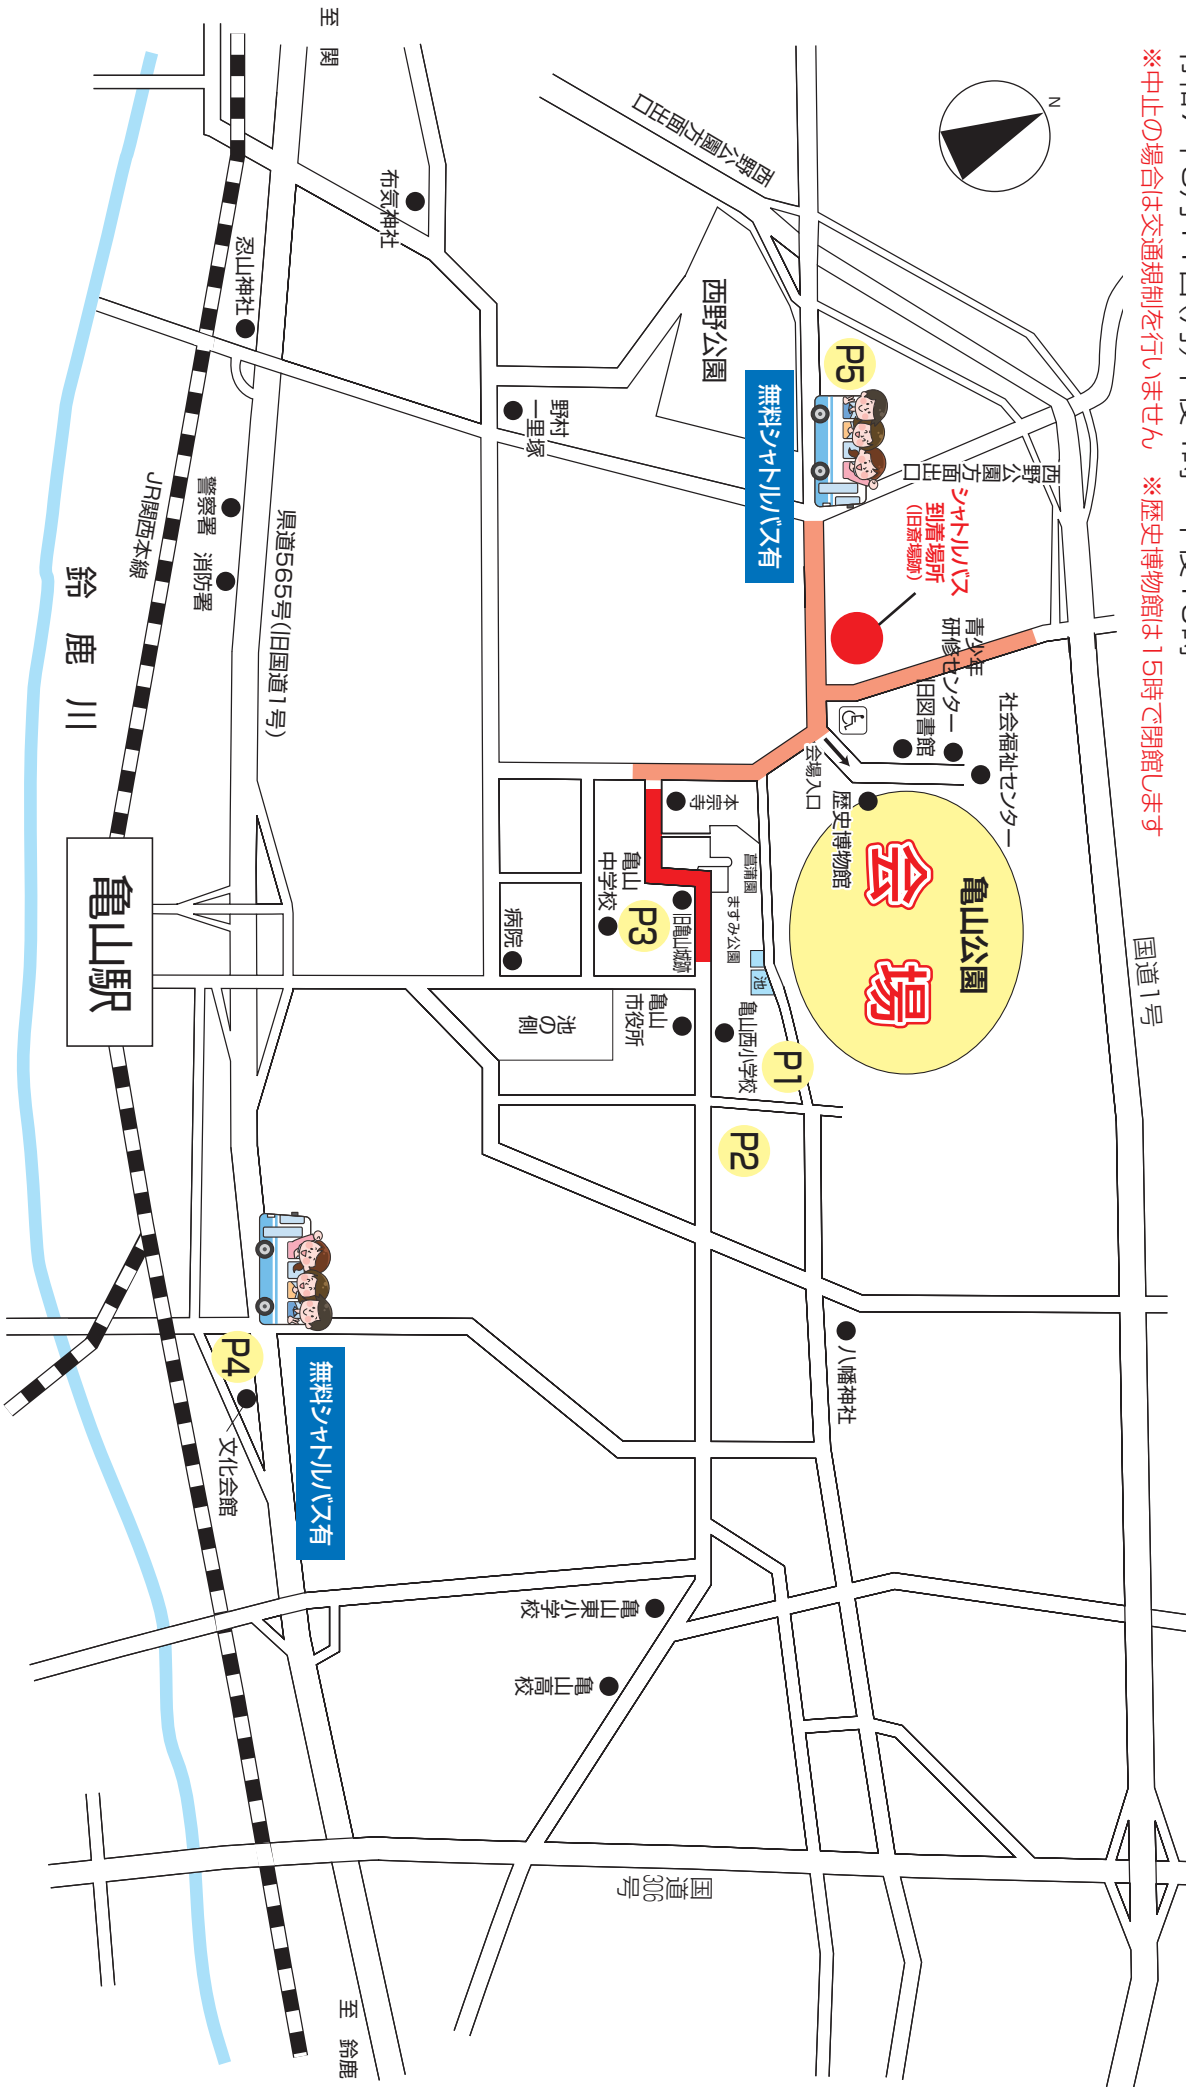 ※中止の場合は交通規制を行いません　※歴史博物館は15時で閉館します
N
至　関
西野公園方面出口
布気神社
忍山神社
西野公園
P5
無料シャトルバス有
野村
一里塚
西野公園方面出口
シャトルバス
到着場所
(旧斎場跡)
警察署
消防署
JR関西本線
県道565号(旧国道1号)
鈴鹿川
青少年
研修センター
旧図書館
社会福祉センター
会場入口
歴史博物館
亀山公園
会場
国道1号
本宗寺
菖蒲園
ますみ公園
池
亀山
中学校
P3
旧亀山城跡
病院
亀山駅
池の側
亀山
市役所
亀山西小学校
P1
P2
八幡神社
P4
文化会館
無料シャトルバス有
亀山東小学校
亀山高校
国道
306
号
至　鈴鹿